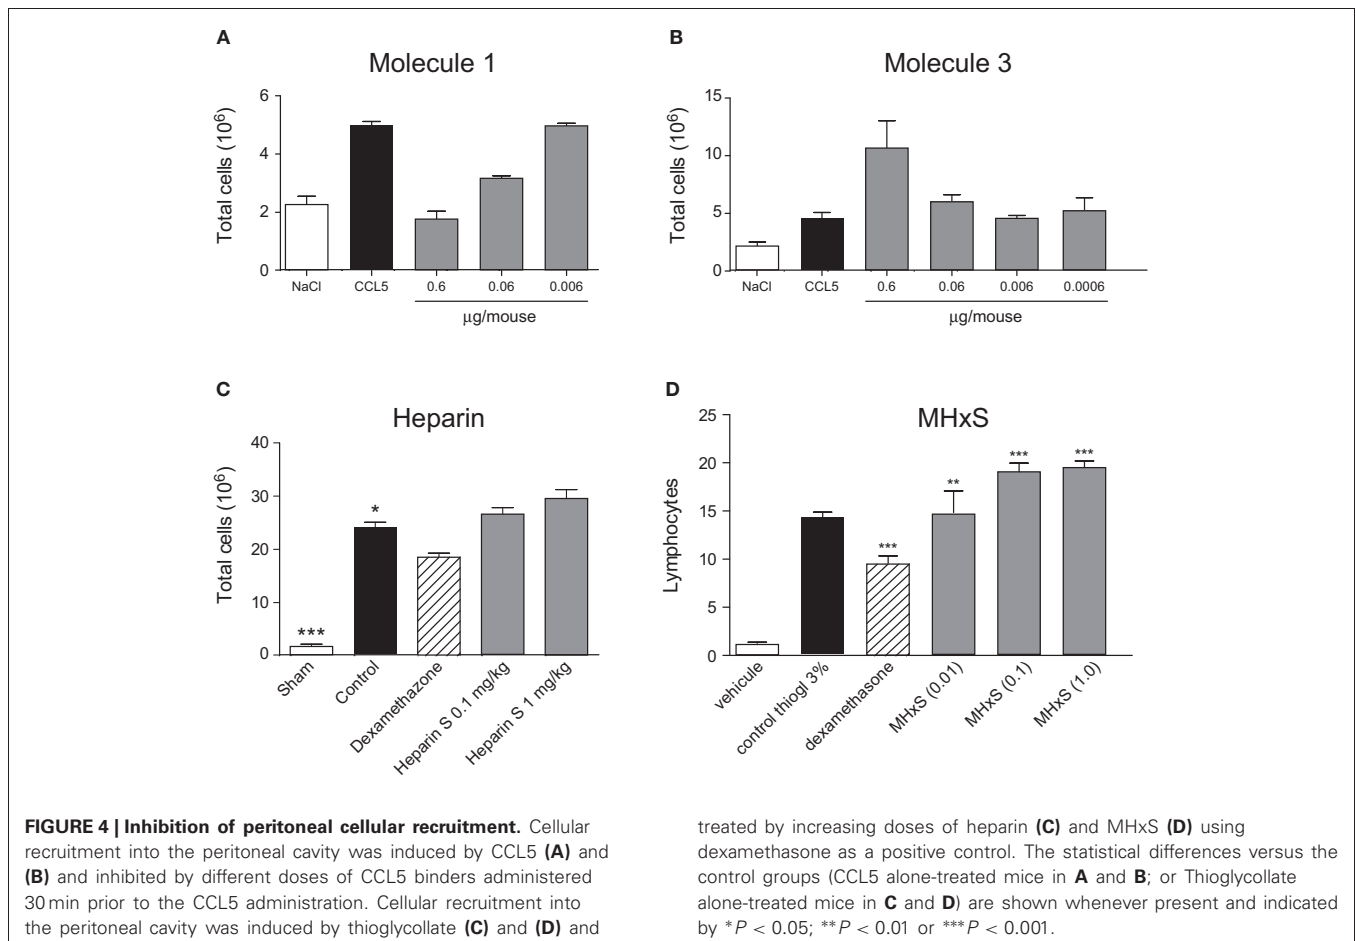 A
Molecule 1
Total cells (10⁶)
6
4
2
0
NaCl CCL5 0.6 0.06 0.006
μg/mouse
B
Molecule 3
Total cells (10⁶)
15
10
5
0
NaCl CCL5 0.6 0.06 0.006 0.0006
μg/mouse
C
Heparin
Total cells (10⁶)
40
30
20
10
0
***
*
Sham
Control
Dexamethazone
Heparin S 0.1 mg/kg
Heparin S 1 mg/kg
D
MHxS
Lymphocytes
25
20
15
10
5
0
***
**
***
***
vehicule
control thiogl 3%
dexamethasone
MHxS (0.01)
MHxS (0.1)
MHxS (1.0)
FIGURE 4 | Inhibition of peritoneal cellular recruitment. Cellular
recruitment into the peritoneal cavity was induced by CCL5 (A) and
(B) and inhibited by different doses of CCL5 binders administered
30 min prior to the CCL5 administration. Cellular recruitment into
the peritoneal cavity was induced by thioglycollate (C) and (D) and
treated by increasing doses of heparin (C) and MHxS (D) using
dexamethasone as a positive control. The statistical differences versus the
control groups (CCL5 alone-treated mice in A and B; or Thioglycollate
alone-treated mice in C and D) are shown whenever present and indicated
by *P < 0.05; **P < 0.01 or ***P < 0.001.